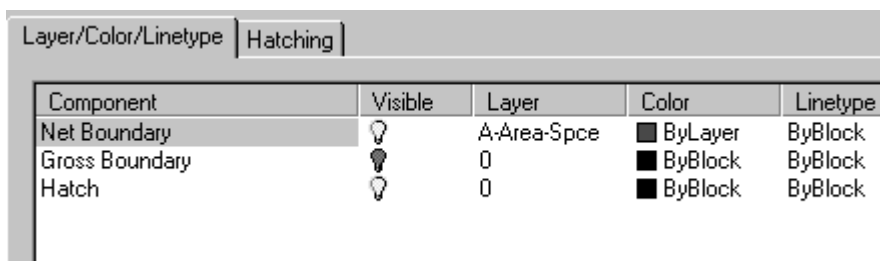 Layer/Color/Linetype Hatching
Component Visible Layer Color Linetype
Net Boundary A-Area-Spce ByLayer ByBlock
Gross Boundary 0 ByBlock ByBlock
Hatch 0 ByBlock ByBlock